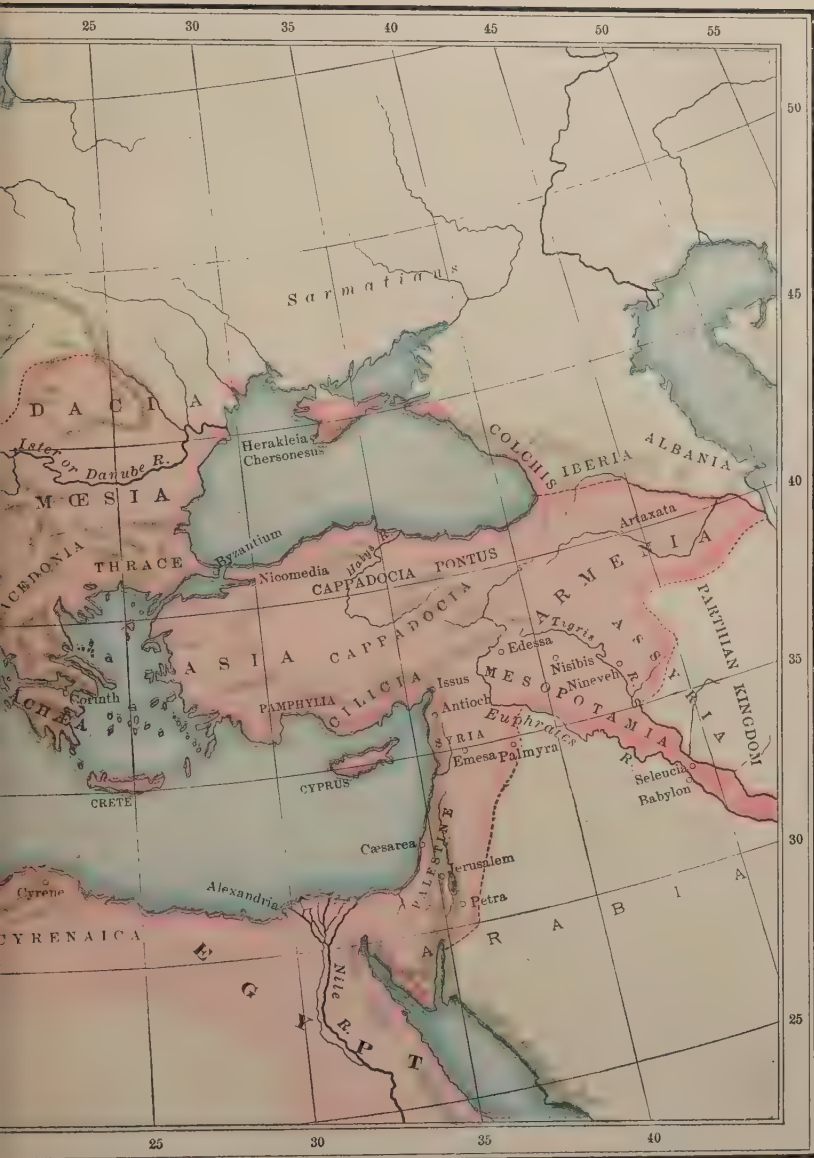 25 30 35 40 45 50 55
50
Sarmatians
45
DACIA
Ister or Danube R.
Herakleia
Chersonesus
COLCHIS
IBERIA
ALBANIA
40
MŒSIA
Artaxata
ACEDONIA
THRACE
Byzantium
Nicomedia
Halys R.
CAPPADOCIA PONTUS
ARMENIA
PARTHIAN KINGDOM
ASIA
CAPPADOCIA
Tigris R.
ASSYRIA
Edessa
Nisibis
Nineveh
35
Corinth
ACHÆA
PAMPHYLIA
CILICIA
Issus
Antioch
MESOPOTAMIA
Euphrates R.
SYRIA
Emesa
Palmyra
Seleucia
Babylon
CRETE
CYPRUS
30
Cæsarea
PALESTINE
Jerusalem
Petra
Cyrene
Alexandria
ARABIA
CYRENAICA
EGYPT
Nile R.
25
25 30 35 40